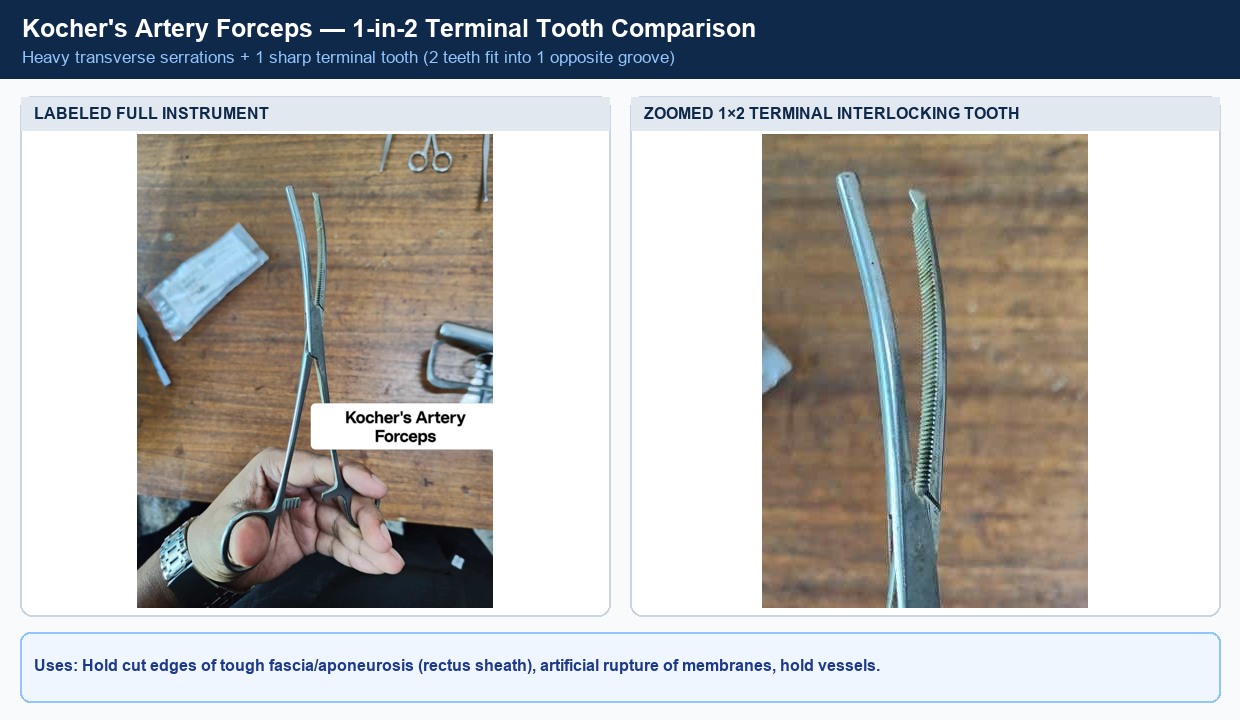 Kocher's Artery Forceps — 1-in-2 Terminal Tooth Comparison
Heavy transverse serrations + 1 sharp terminal tooth (2 teeth fit into 1 opposite groove)
LABELED FULL INSTRUMENT
Kocher's Artery
Forceps
ZOOMED 1×2 TERMINAL INTERLOCKING TOOTH
Uses: Hold cut edges of tough fascia/aponeurosis (rectus sheath), artificial rupture of membranes, hold vessels.